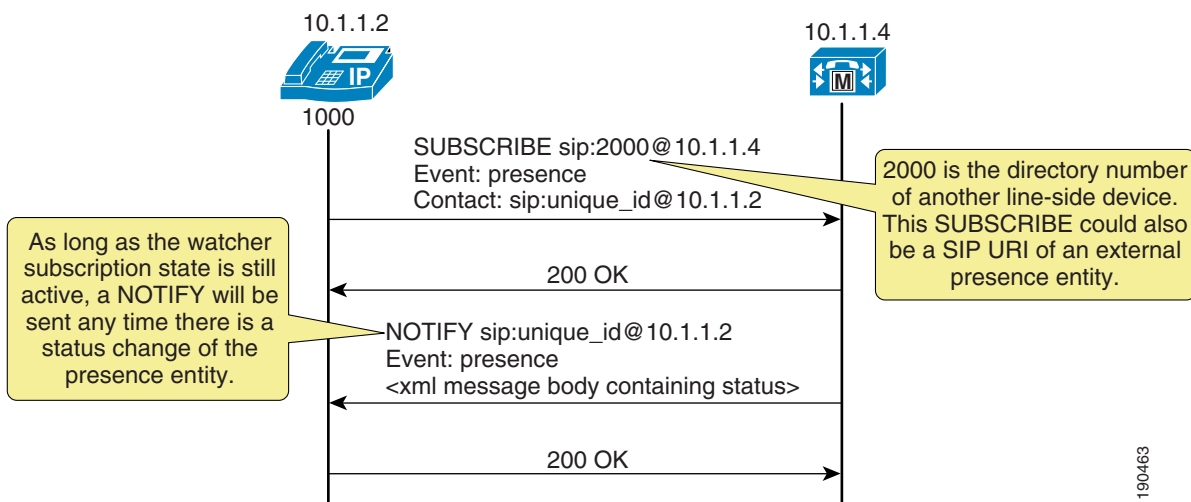 10.1.1.2
10.1.1.4
IP
M
1000
SUBSCRIBE sip:2000@10.1.1.4
Event: presence
Contact: sip:unique_id@10.1.1.2
2000 is the directory number
of another line-side device.
This SUBSCRIBE could also
be a SIP URI of an external
presence entity.
As long as the watcher
subscription state is still
active, a NOTIFY will be
sent any time there is a
status change of the
presence entity.
200 OK
NOTIFY sip:unique_id@10.1.1.2
Event: presence
<xml message body containing status>
200 OK
190463